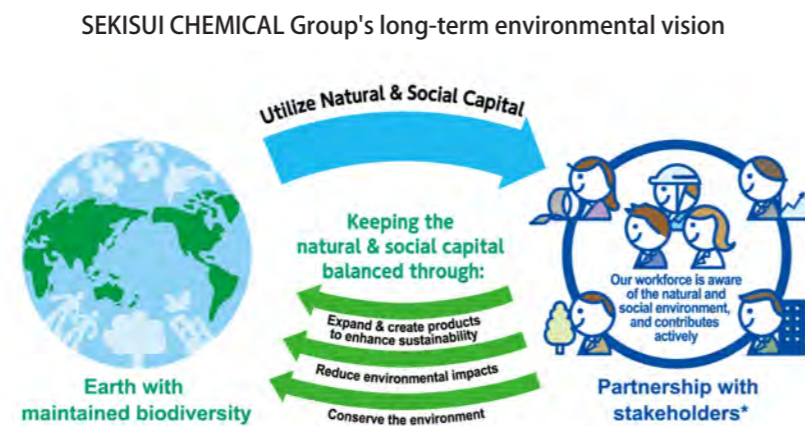 SEKISUI CHEMICAL Group's long-term environmental vision
Utilize Natural & Social Capital
Keeping the
natural & social capital
balanced through:
Expand & create products
to enhance sustainability
Reduce environmental impacts
Conserve the environment
Our workforce is aware
of the natural and
social environment,
and contributes
actively
Earth with
maintained biodiversity
Partnership with
stakeholders*